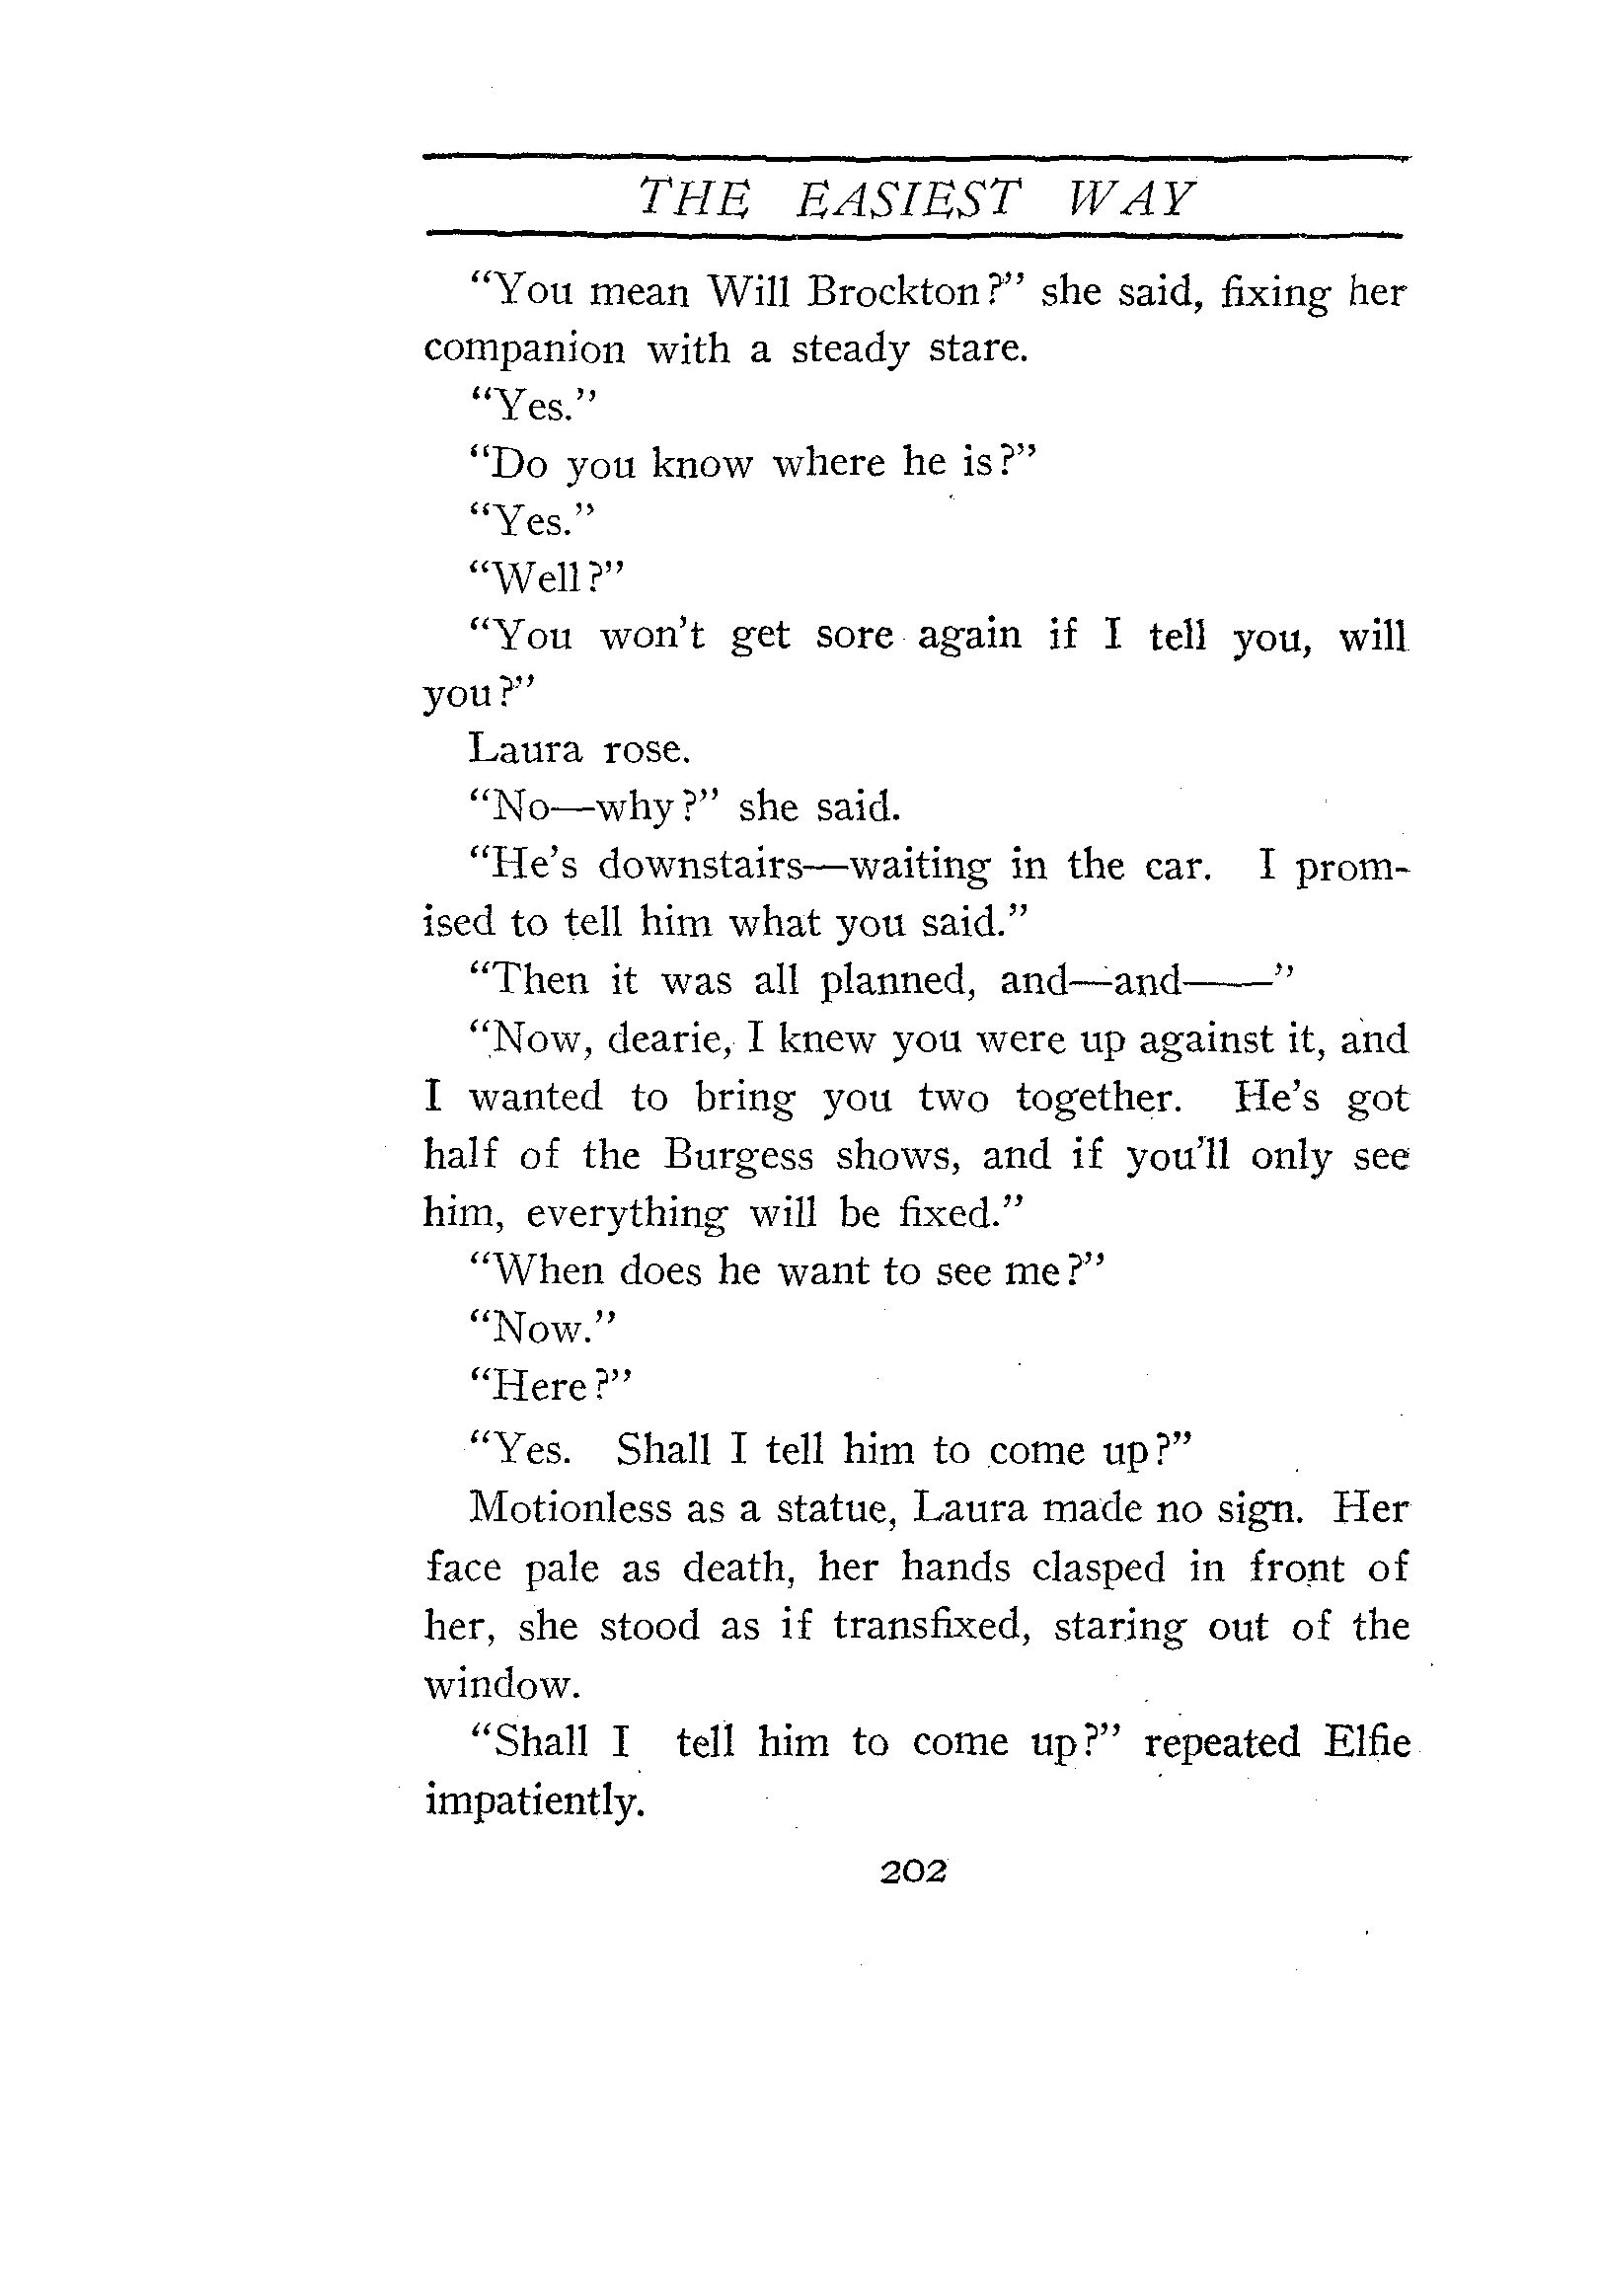 THE EASIEST WAY
“You mean Will Brockton?” she said, fixing her
companion with a steady stare.
“Yes.”
“Do you know where he is?”
“Yes.”
“Well?”
“You won’t get sore again if I tell you, will
you?”
Laura rose.
“No—why?” she said.
“He’s downstairs—waiting in the car. I prom-
ised to tell him what you said.”
“Then it was all planned, and—and——”
“Now, dearie, I knew you were up against it, and
I wanted to bring you two together. He’s got
half of the Burgess shows, and if you’ll only see
him, everything will be fixed.”
“When does he want to see me?”
“Now.”
“Here?”
“Yes. Shall I tell him to come up?”
Motionless as a statue, Laura made no sign. Her
face pale as death, her hands clasped in front of
her, she stood as if transfixed, staring out of the
window.
“Shall I tell him to come up?” repeated Elfie
impatiently.
202